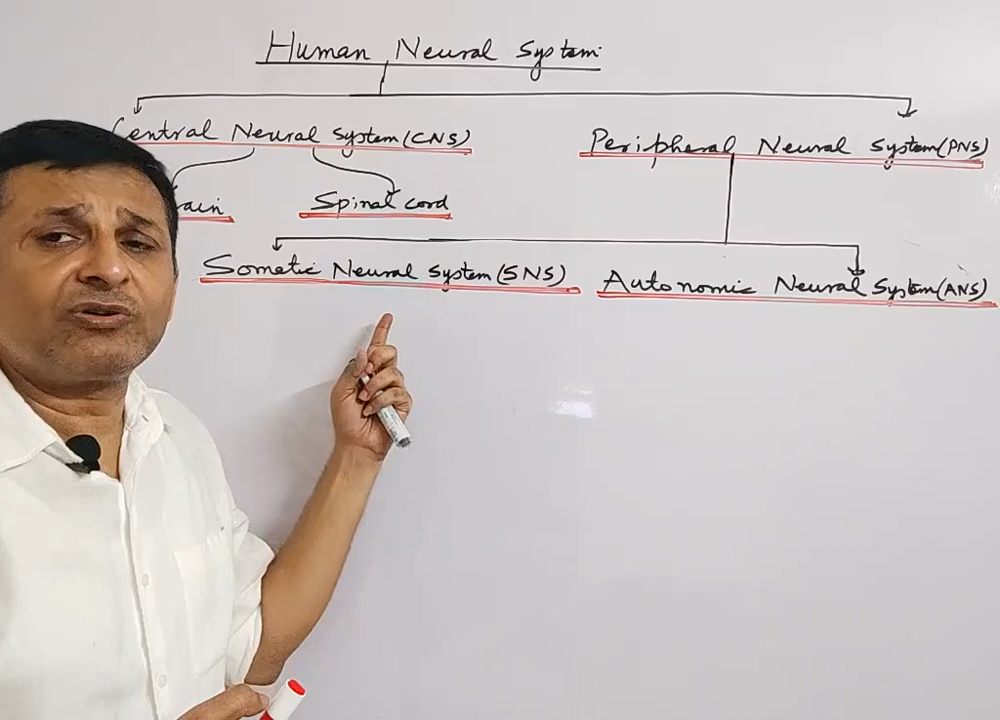 Human Neural System
Central Neural System (CNS)
Peripheral Neural System (PNS)
Spinal cord
Sometic Neural System (SNS)
Autonomic Neural System (ANS)